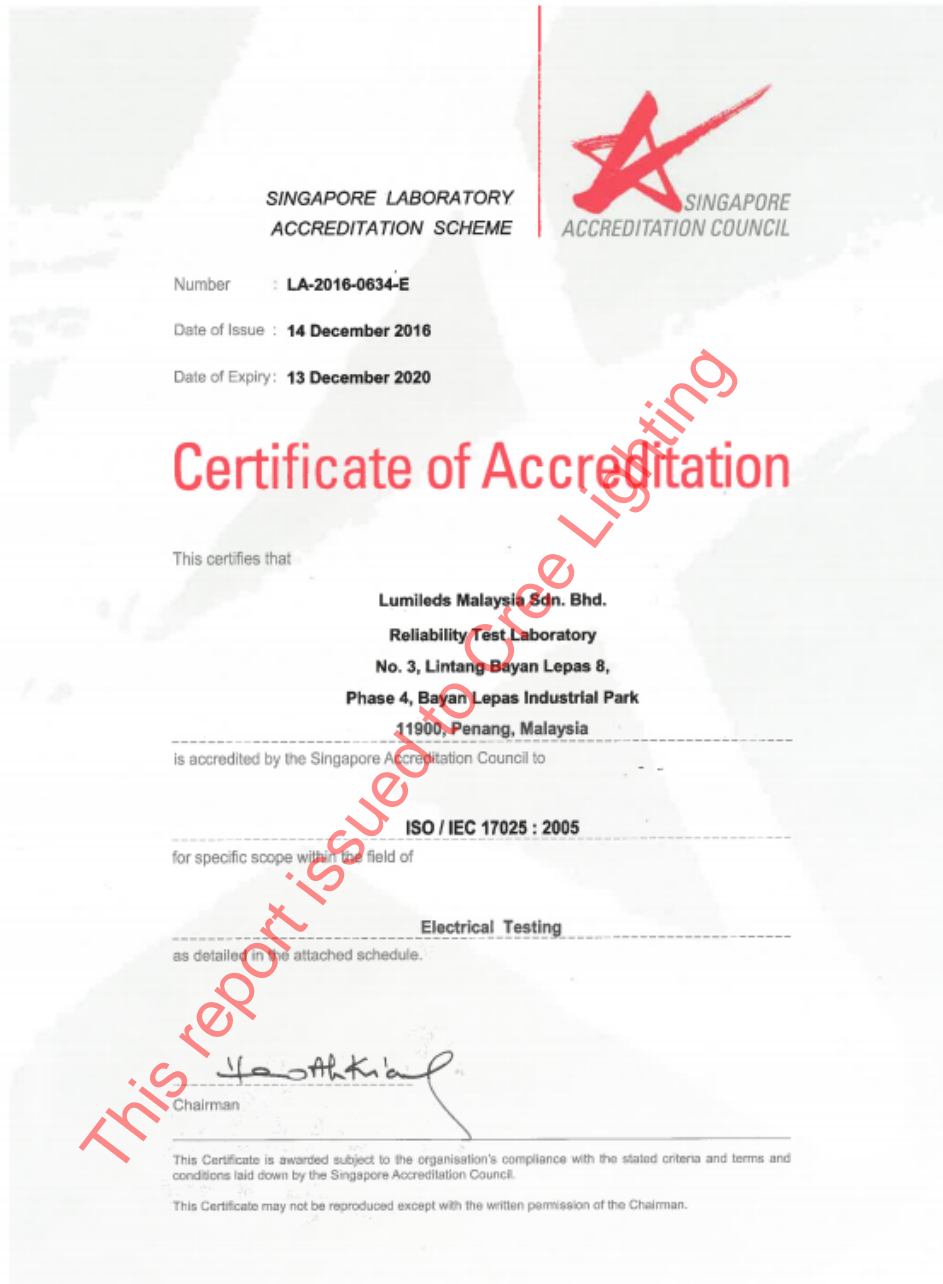 SINGAPORE LABORATORY
ACCREDITATION SCHEME
SINGAPORE
ACCREDITATION COUNCIL
Number : LA-2016-0634-E
Date of Issue : 14 December 2016
Date of Expiry: 13 December 2020
Certificate of Accreditation
This certifies that
Lumileds Malaysia Sdn. Bhd.
Reliability Test Laboratory
No. 3, Lintang Bayan Lepas 8,
Phase 4, Bayan Lepas Industrial Park
11900, Penang, Malaysia
is accredited by the Singapore Accreditation Council to
ISO / IEC 17025 : 2005
for specific scope within the field of
Electrical Testing
as detailed in the attached schedule.
Chairman
This Certificate is awarded subject to the organisation's compliance with the stated criteria and terms and
conditions laid down by the Singapore Accreditation Council.
This Certificate may not be reproduced except with the written permission of the Chairman.
This report issued to Cree Lighting